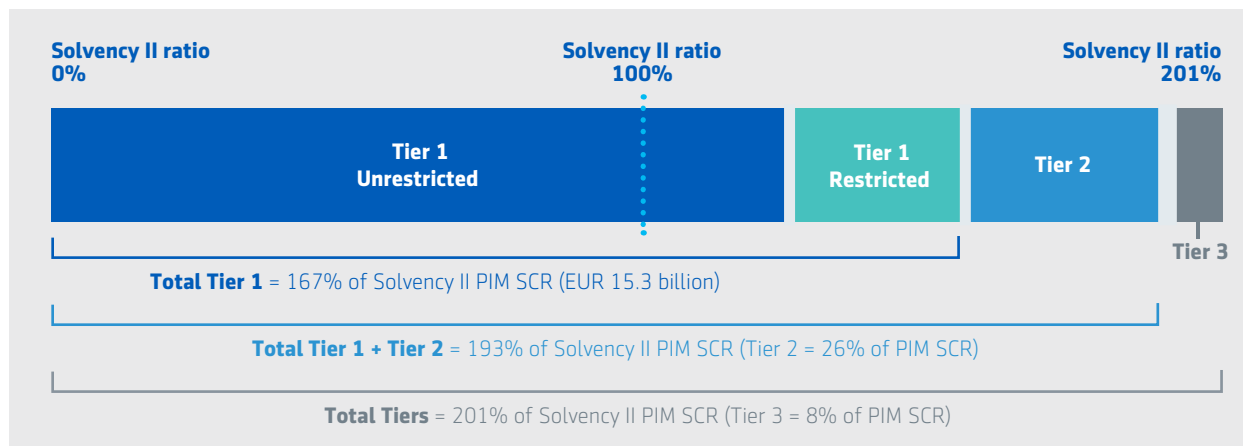 Solvency II ratio
0%
Solvency II ratio
100%
Solvency II ratio
201%
Tier 1
Unrestricted
Tier 1
Restricted
Tier 2
Tier 3
Total Tier 1 = 167% of Solvency II PIM SCR (EUR 15.3 billion)
Total Tier 1 + Tier 2 = 193% of Solvency II PIM SCR (Tier 2 = 26% of PIM SCR)
Total Tiers = 201% of Solvency II PIM SCR (Tier 3 = 8% of PIM SCR)